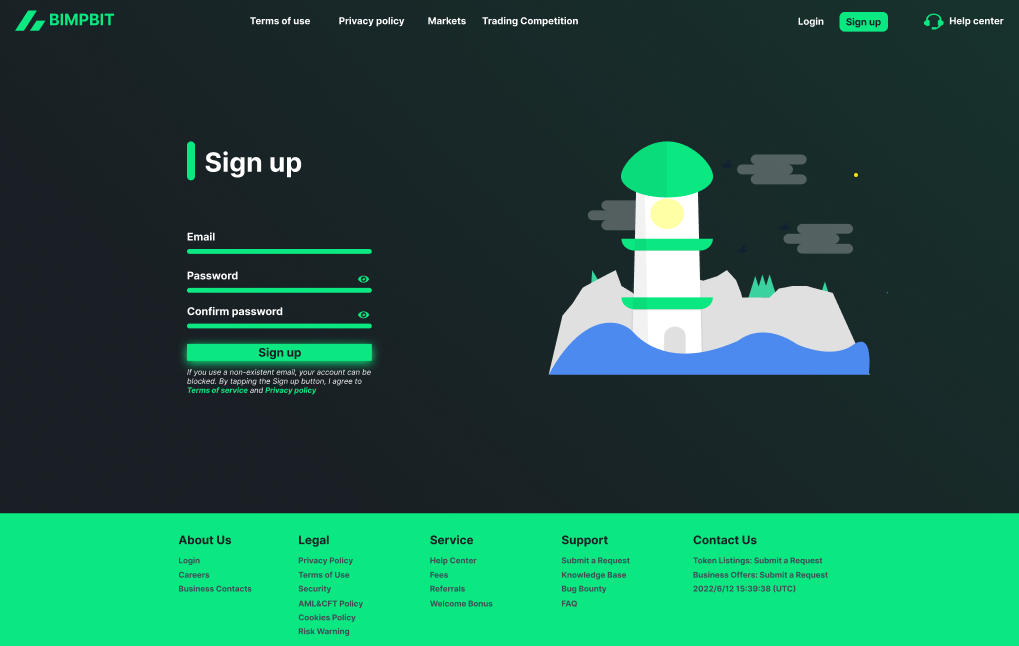 BIMPBIT
Terms of use
Privacy policy
Markets
Trading Competition
Login
Sign up
Help center
Sign up
Email
Password
Confirm password
Sign up
If you use a non-existent email, your account can be
blocked. By tapping the Sign up button, I agree to
Terms of service and Privacy policy
About Us
Login
Careers
Business Contacts
Legal
Privacy Policy
Terms of Use
Security
AML&CFT Policy
Cookies Policy
Risk Warning
Service
Help Center
Fees
Referrals
Welcome Bonus
Support
Submit a Request
Knowledge Base
Bug Bounty
FAQ
Contact Us
Token Listings: Submit a Request
Business Offers: Submit a Request
2022/6/12 15:39:38 (UTC)